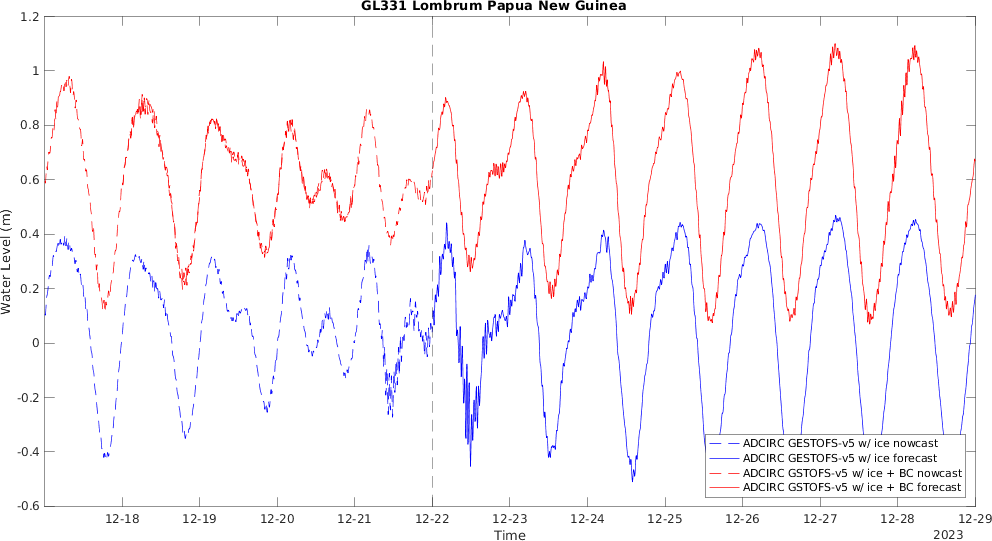 GL331 Lombrum Papua New Guinea
1.2
1
0.8
0.6
0.4
0.2
0
-0.2
-0.4
-0.6
Water Level (m)
ADCIRC GESTOFS-v5 w/ ice nowcast
ADCIRC GESTOFS-v5 w/ ice forecast
ADCIRC GSTOFS-v5 w/ ice + BC nowcast
ADCIRC GSTOFS-v5 w/ ice + BC forecast
12-18 12-19 12-20 12-21 12-22 12-23 12-24 12-25 12-26 12-27 12-28 12-29
Time
2023